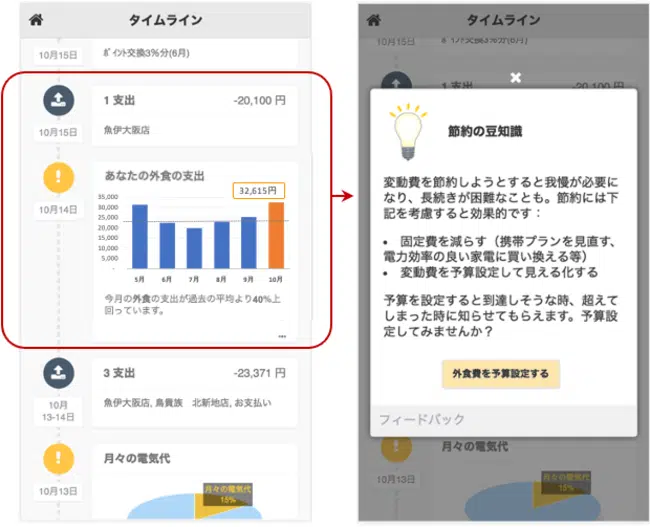 タイムライン
10月15日
ﾎﾟｲﾝﾄ交換3％分(6月)
1 支出
-20,100 円
10月15日
魚伊大阪店
あなたの外食の支出
10月14日
32,615円
35,000
30,000
25,000
20,000
15,000
10,000
5,000
-
5月 6月 7月 8月 9月 10月
今月の外食の支出が過去の平均より40%上
回っています。
...
3 支出
-23,371 円
10月
13-14日
魚伊大阪店, 鳥貴族　北新地店, お支払い
月々の電気代
10月13日
月々の電気代
15%
タイムライン
10月15日
ﾎﾟｲﾝﾄ交換3%分(6月)
1 支出
-20,100 円
節約の豆知識
変動費を節約しようとすると我慢が必要に
なり、長続きが困難なことも。節約には下
記を考慮すると効果的です：
• 固定費を減らす（携帯プランを見直す、
電力効率の良い家電に買い換える等）
• 変動費を予算設定して見える化する
予算を設定すると到達しそうな時、超えて
しまった時に知らせてもらえます。予算設
定してみませんか？
外食費を予算設定する
フィードバック
月々の電気代
10月13日
月々の電気代
15%